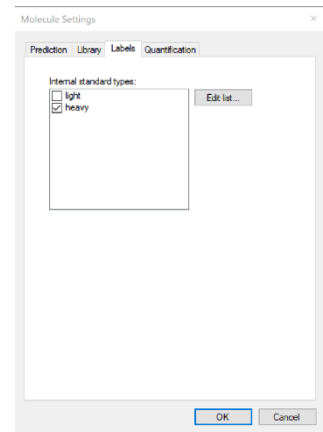 Molecule Settings
Prediction Library Labels Quantification
Internal standard types:
light
heavy
Edit list...
OK Cancel